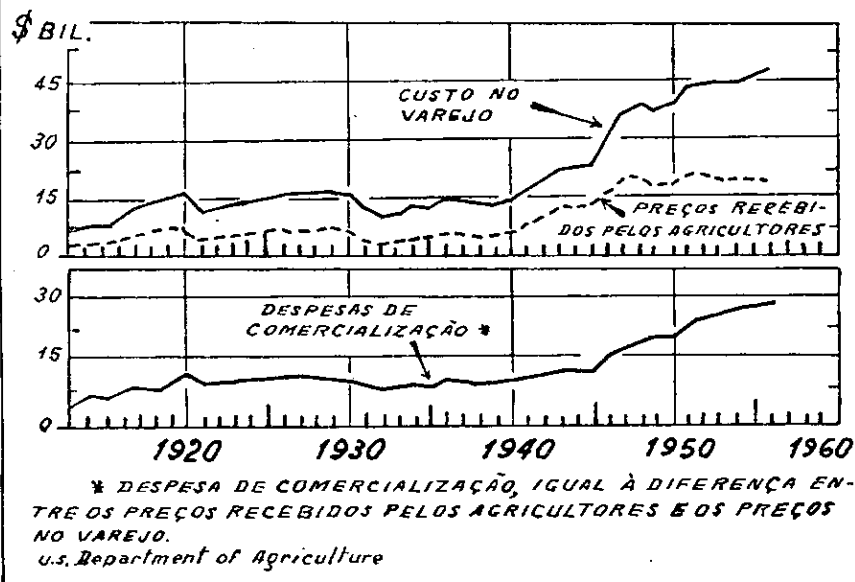 $ BIL.
45
30
15
0
CUSTO NO
VAREJO
PREÇOS RECEBI-
DOS PELOS AGRICULTORES
30
15
0
DESPESAS DE
COMERCIALIZAÇÃO *
1920 1930 1940 1950 1960
* DESPESA DE COMERCIALIZAÇÃO, IGUAL À DIFERENÇA EN-
TRE OS PREÇOS RECEBIDOS PELOS AGRICULTORES E OS PREÇOS
NO VAREJO.
U.S. Department of Agriculture